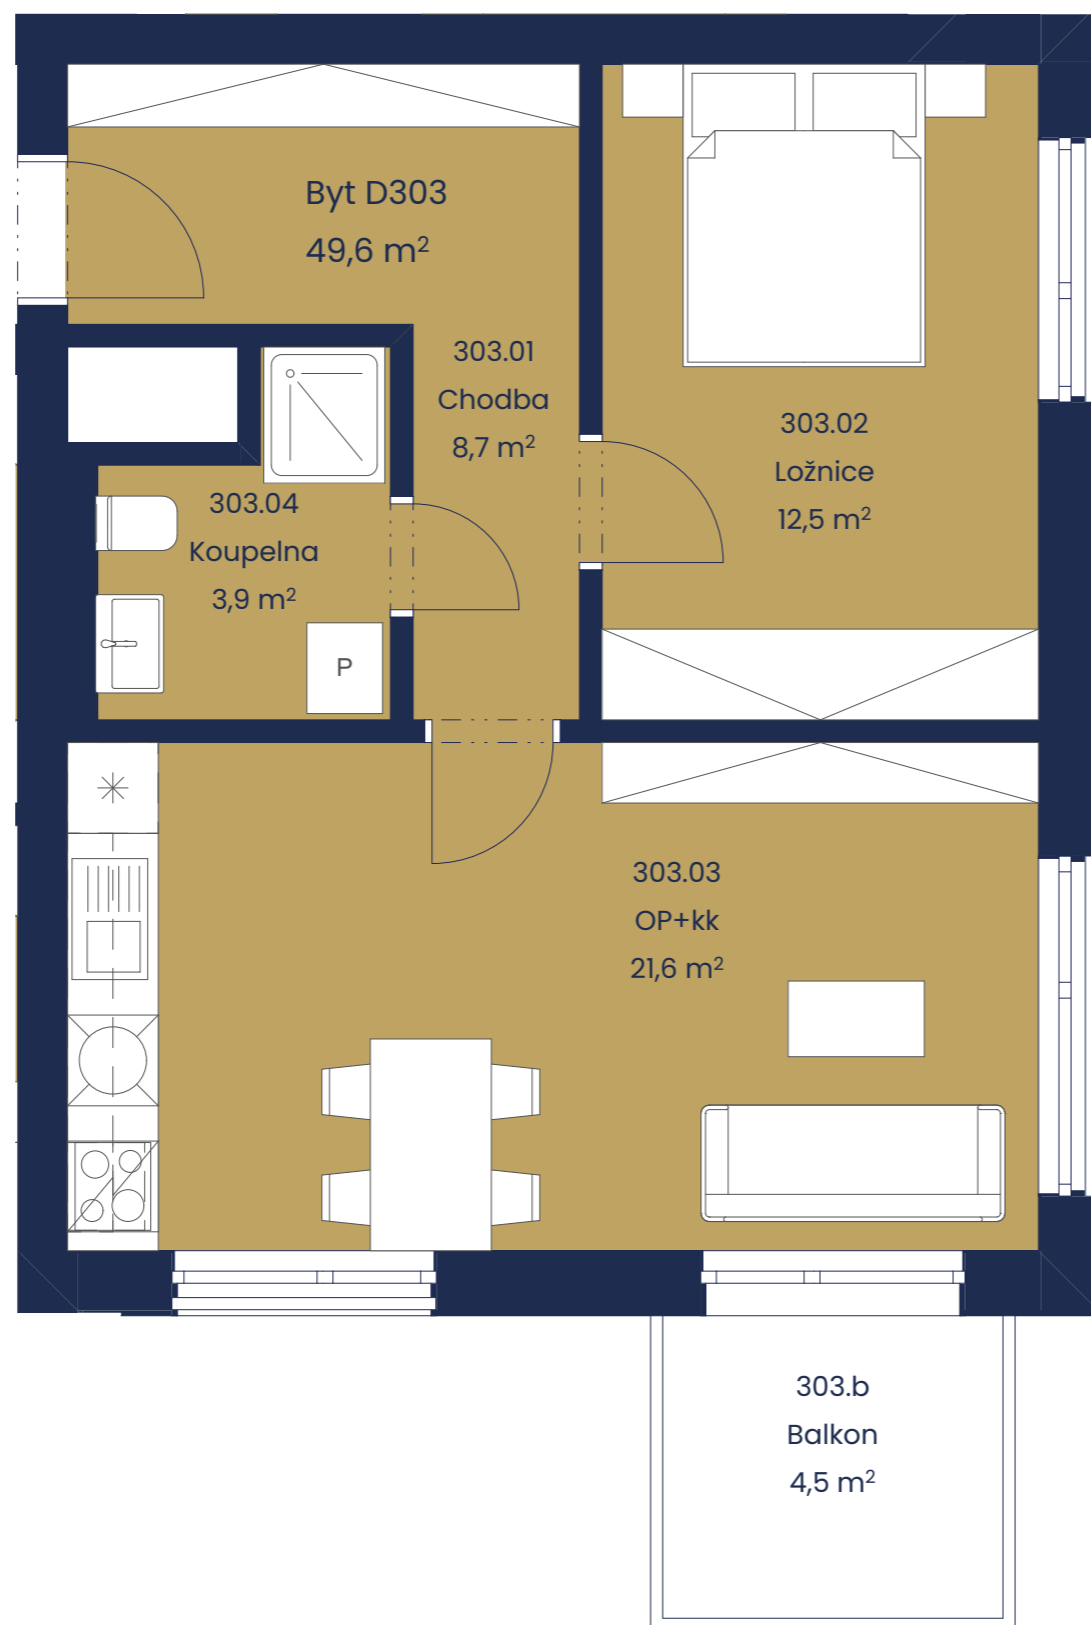 Byt D303
49,6 m²
303.01
Chodba
8,7 m²
303.02
Ložnice
12,5 m²
303.04
Koupelna
3,9 m²
P
303.03
OP+kk
21,6 m²
303.b
Balkon
4,5 m²